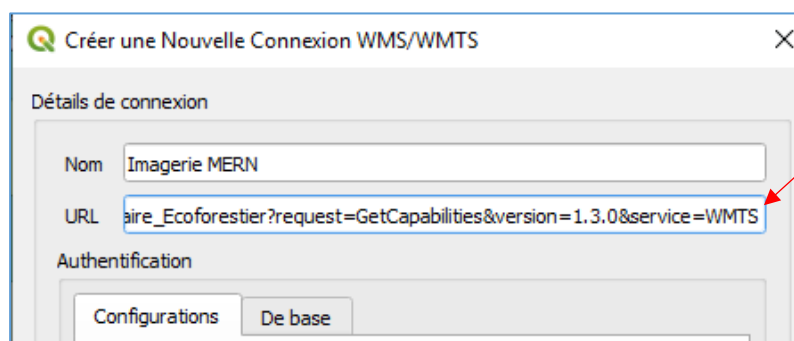 Créer une Nouvelle Connexion WMS/WMTS
Détails de connexion
Nom Imagerie MERN
URL aire_Ecoforestier?request=GetCapabilities&version=1.3.0&service=WMTS
Authentification
Configurations De base